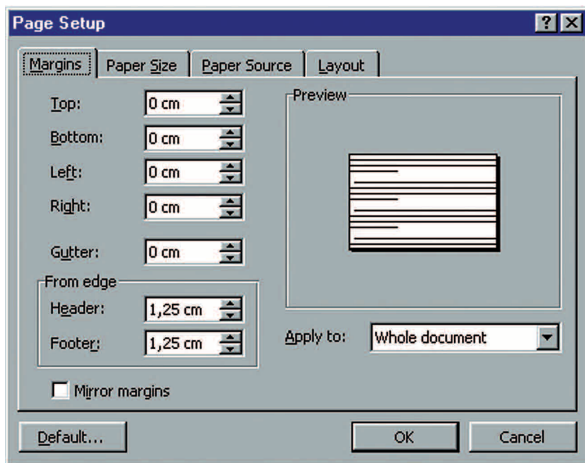 Page Setup
Margins Paper Size Paper Source Layout
Top: 0 cm
Bottom: 0 cm
Left: 0 cm
Right: 0 cm
Gutter: 0 cm
From edge
Header: 1,25 cm
Footer: 1,25 cm
Mirror margins
Preview
Apply to: Whole document
Default... OK Cancel